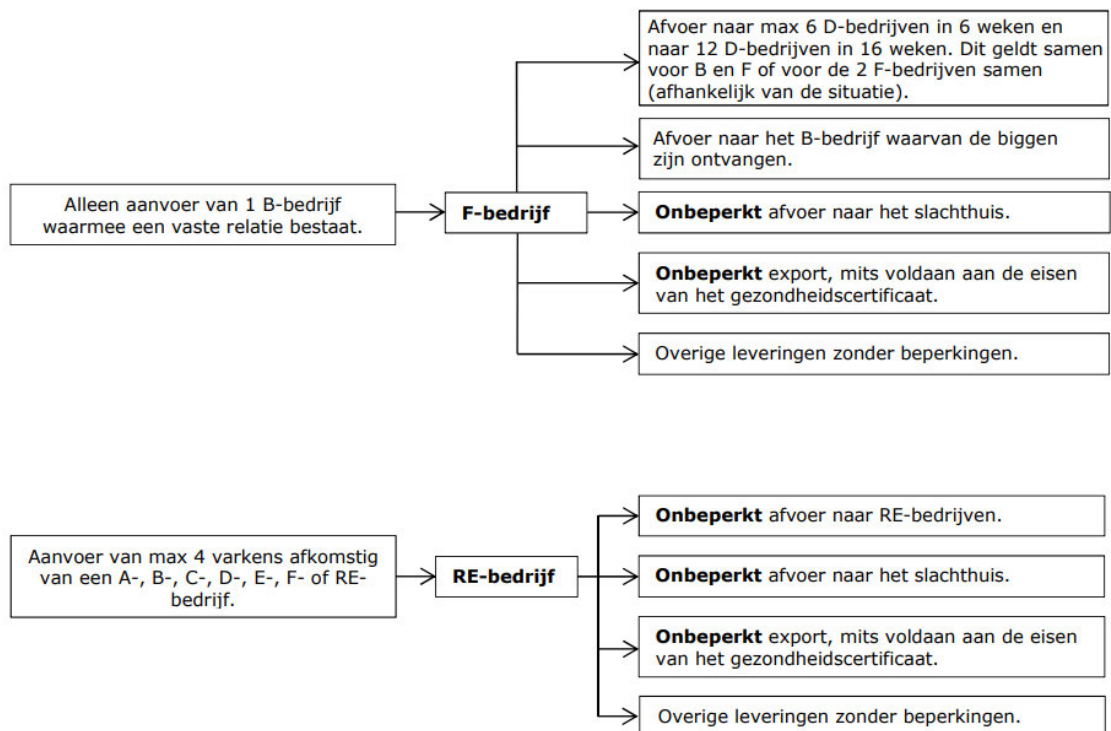 Afvoer naar max 6 D-bedrijven in 6 weken en
naar 12 D-bedrijven in 16 weken. Dit geldt samen
voor B en F of voor de 2 F-bedrijven samen
(afhankelijk van de situatie).
Afvoer naar het B-bedrijf waarvan de biggen
zijn ontvangen.
Alleen aanvoer van 1 B-bedrijf
waarmee een vaste relatie bestaat.
F-bedrijf
Onbeperkt afvoer naar het slachthuis.
Onbeperkt export, mits voldaan aan de eisen
van het gezondheidscertificaat.
Overige leveringen zonder beperkingen.
Onbeperkt afvoer naar RE-bedrijven.
Aanvoer van max 4 varkens afkomstig
van een A-, B-, C-, D-, E-, F- of RE-
bedrijf.
RE-bedrijf
Onbeperkt afvoer naar het slachthuis.
Onbeperkt export, mits voldaan aan de eisen
van het gezondheidscertificaat.
Overige leveringen zonder beperkingen.